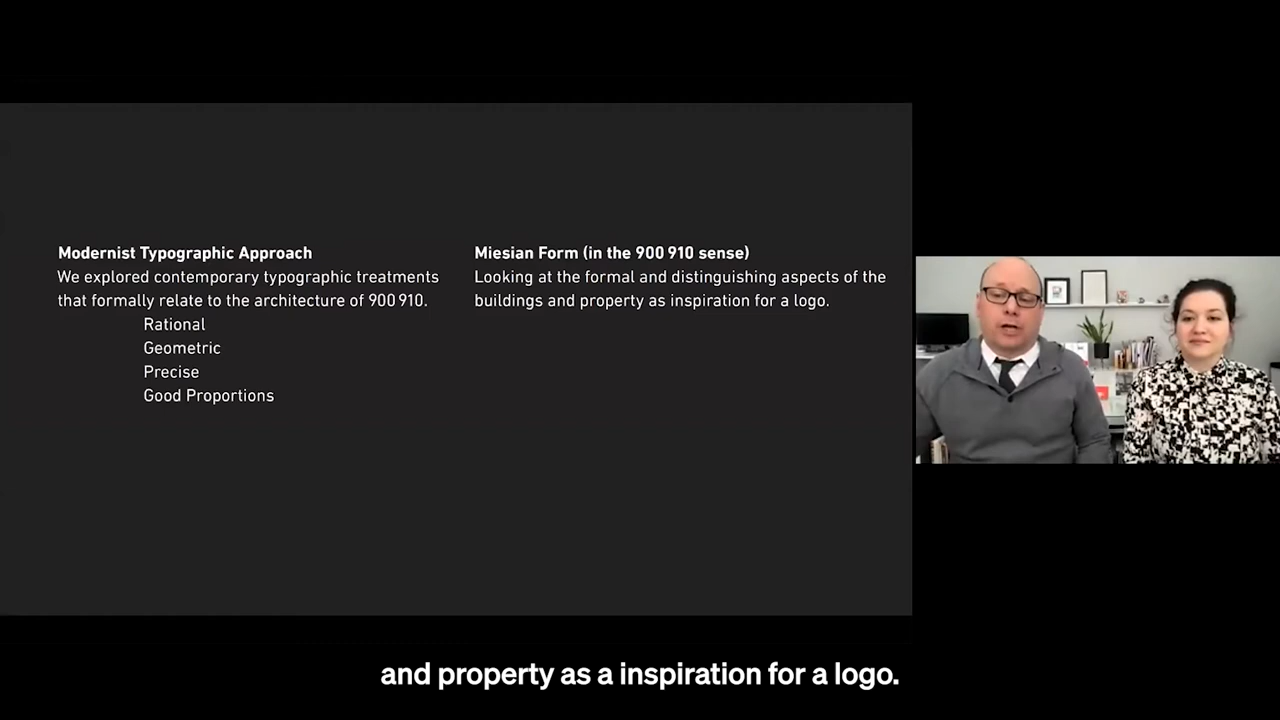 Modernist Typographic Approach
We explored contemporary typographic treatments
that formally relate to the architecture of 900 910.
Rational
Geometric
Precise
Good Proportions
Miesian Form (in the 900 910 sense)
Looking at the formal and distinguishing aspects of the
buildings and property as inspiration for a logo.
and property as a inspiration for a logo.